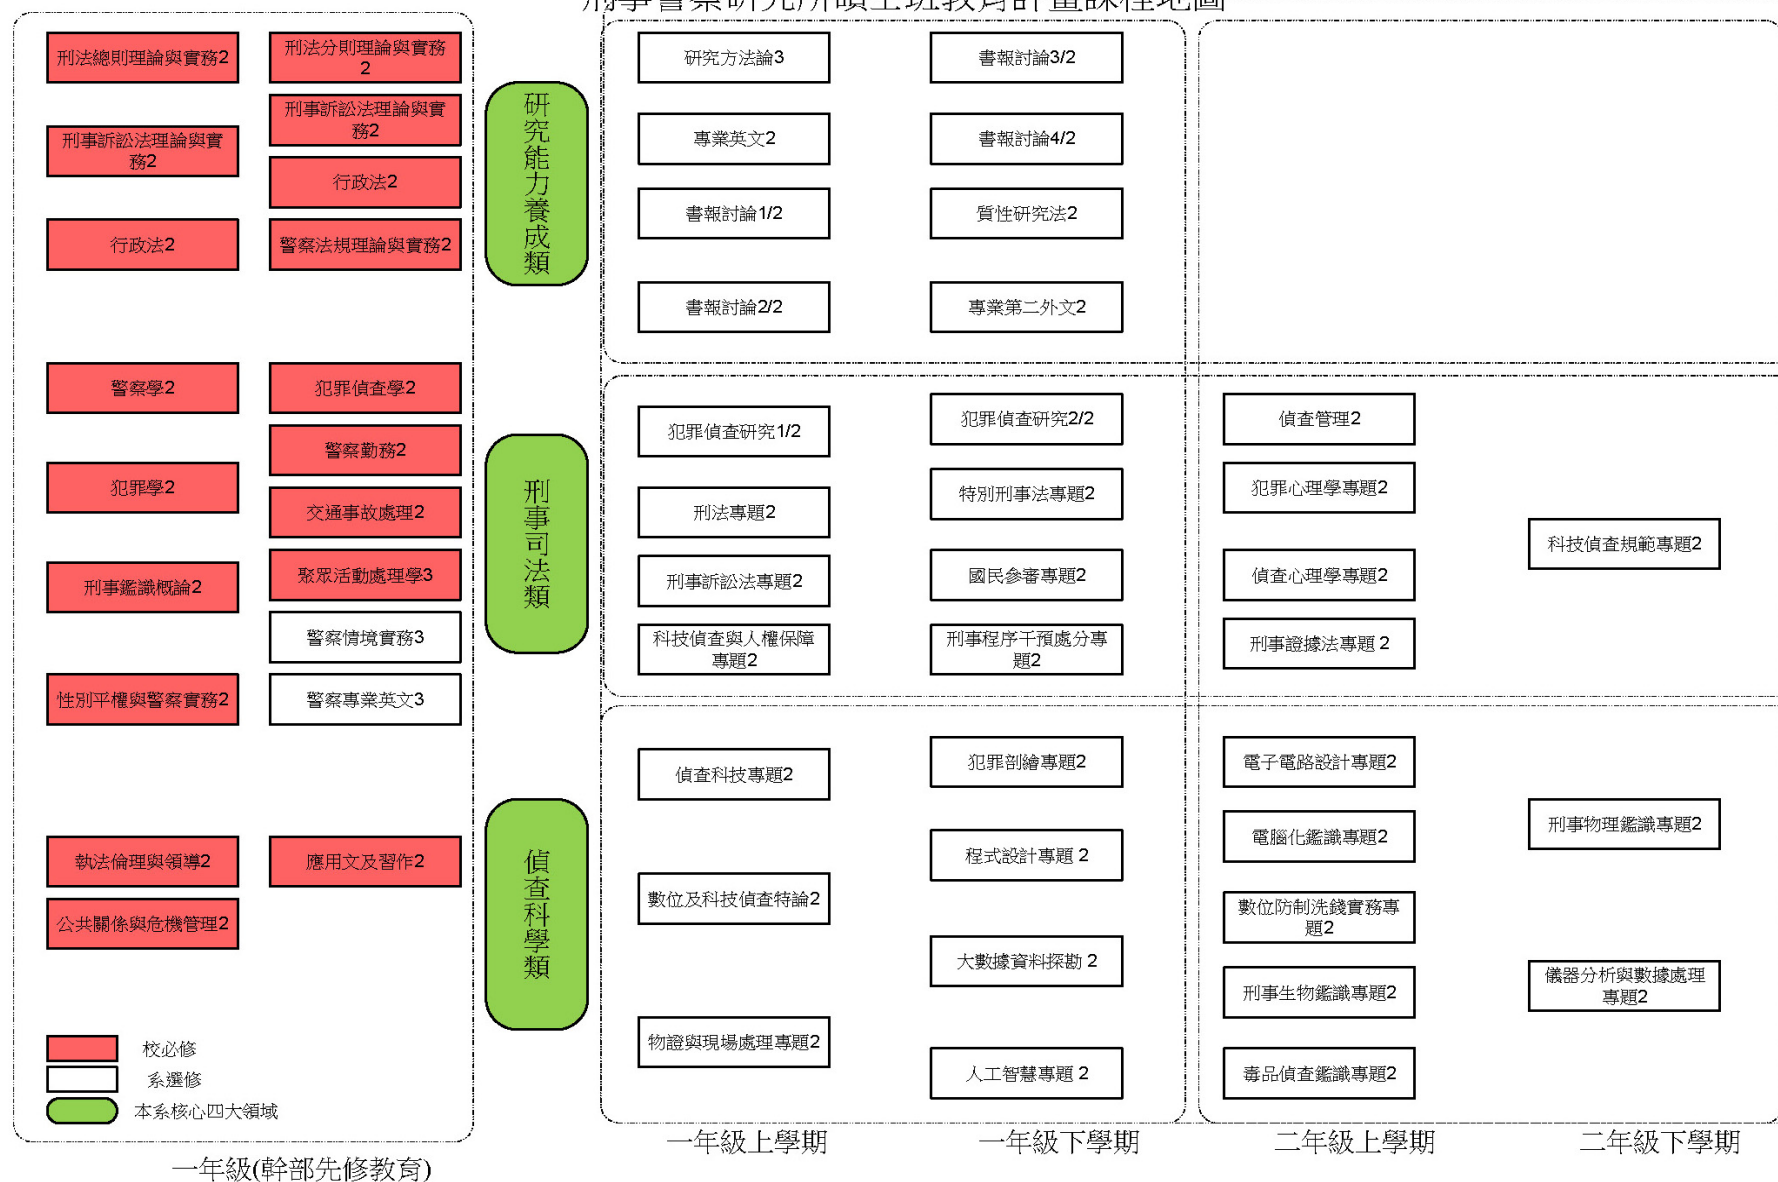 刑事警察研究所碩士班教育計畫課程地圖
刑法總則理論與實務2
刑事訴訟法理論與實
務2
行政法2
刑法分則理論與實務
2
刑事訴訟法理論與實
務2
行政法2
警察法規理論與實務2
警察學2
犯罪學2
刑事鑑識概論2
性別平權與警察實務2
犯罪偵查學2
警察勤務2
交通事故處理2
聚眾活動處理學3
警察情境實務3
警察專業英文3
執法倫理與領導2
公共關係與危機管理2
應用文及習作2
校必修
系選修
本系核心四大領域
一年級(幹部先修教育)
研究能力養成類
研究方法論3
專業英文2
書報討論1/2
書報討論2/2
書報討論3/2
書報討論4/2
質性研究法2
專業第二外文2
刑事司法類
犯罪偵查研究1/2
刑法專題2
刑事訴訟法專題2
科技偵查與人權保障
專題2
犯罪偵查研究2/2
特別刑事法專題2
國民參審專題2
刑事程序干預處分專
題2
偵查管理2
犯罪心理學專題2
偵查心理學專題2
刑事證據法專題 2
科技偵查規範專題2
偵查科學類
偵查科技專題2
數位及科技偵查特論2
物證與現場處理專題2
犯罪剖繪專題2
程式設計專題 2
大數據資料探勘 2
人工智慧專題 2
電子電路設計專題2
電腦化鑑識專題2
數位防制洗錢實務專
題2
刑事生物鑑識專題2
毒品偵查鑑識專題2
刑事物理鑑識專題2
儀器分析與數據處理
專題2
一年級上學期
一年級下學期
二年級上學期
二年級下學期